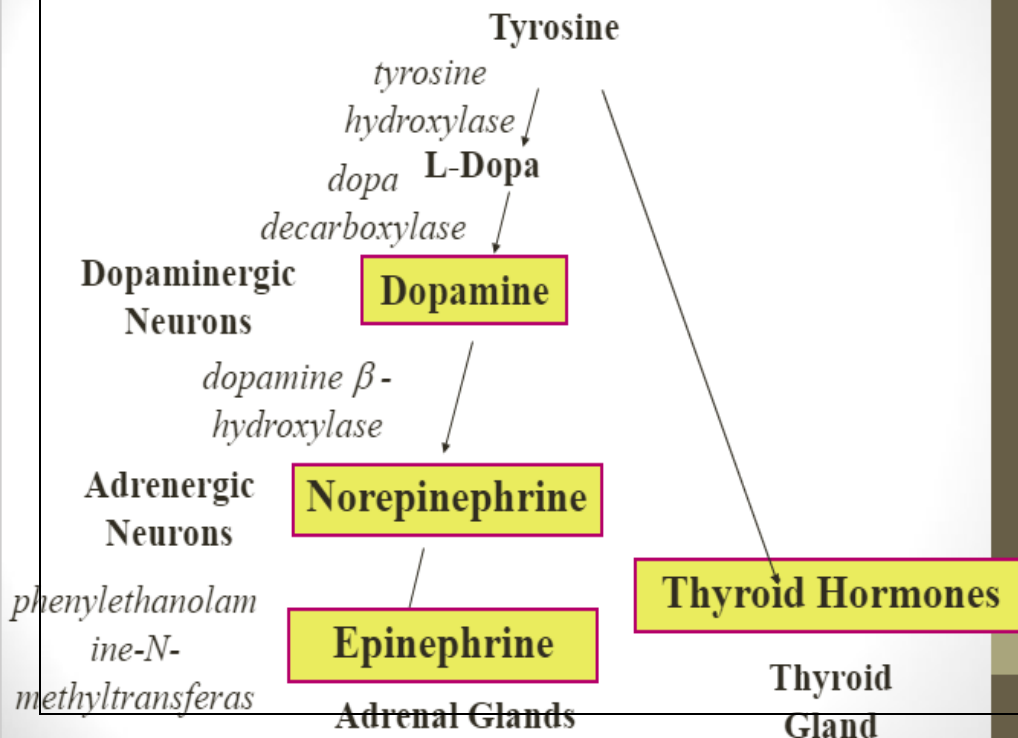 Tyrosine
tyrosine
hydroxylase
L-Dopa
dopa
decarboxylase
Dopaminergic
Neurons
Dopamine
dopamine β -
hydroxylase
Adrenergic
Neurons
Norepinephrine
phenylethanolam
ine-N-
methyltransferas
Epinephrine
Adrenal Glands
Thyroid Hormones
Thyroid
Gland